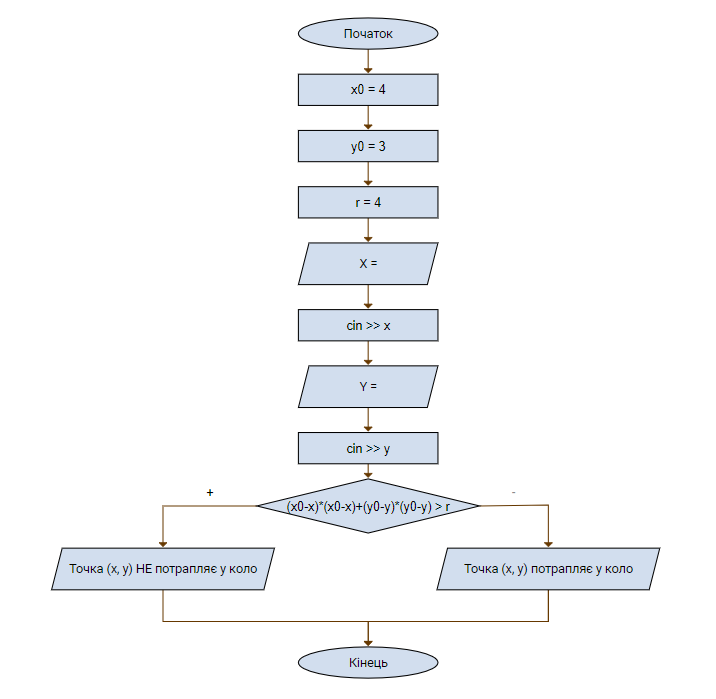 Початок
x0 = 4
y0 = 3
r = 4
X =
cin >> x
Y =
cin >> y
+
-
(x0-x)*(x0-x)+(y0-y)*(y0-y) > r
Точка (x, y) НЕ потрапляє у коло
Точка (x, y) потрапляє у коло
Кінець